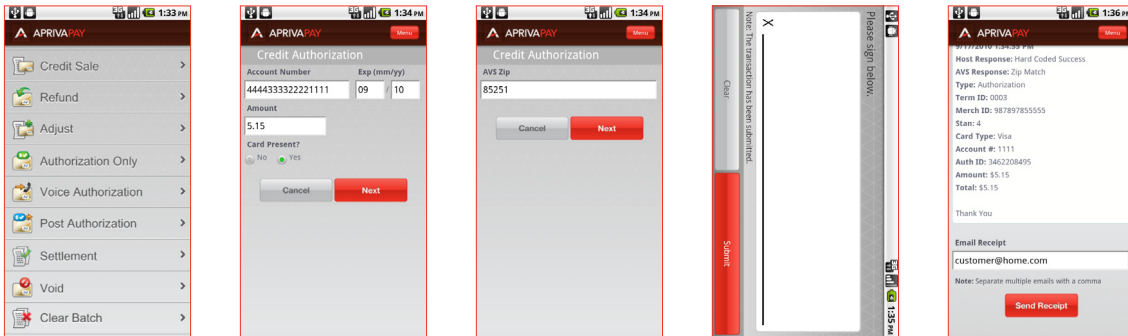 3G
1:33 PM
APRIVAPAY
Credit Sale
Refund
Adjust
Authorization Only
Voice Authorization
Post Authorization
Settlement
Void
Clear Batch
3G
1:34 PM
APRIVAPAY
Menu
Credit Authorization
Account Number Exp (mm/yy)
4444333322221111 09 / 10
Amount
5.15
Card Present?
No Yes
Cancel Next
3G
1:34 PM
APRIVAPAY
Menu
Credit Authorization
AVS Zip
85251
Cancel Next
3G
1:35 PM
Please sign below.
X
Note: The transaction has been submitted.
Clear Submit
3G
1:36 PM
APRIVAPAY
Menu
9/17/2010 1:34:55 PM
Host Response: Hard Coded Success
AVS Response: Zip Match
Type: Authorization
Term ID: 0003
Merch ID: 987897855555
Stan: 4
Card Type: Visa
Account #: 1111
Auth ID: 3462208495
Amount: $5.15
Total: $5.15
Thank You
Email Receipt
customer@home.com
Note: Separate multiple emails with a comma
Send Receipt